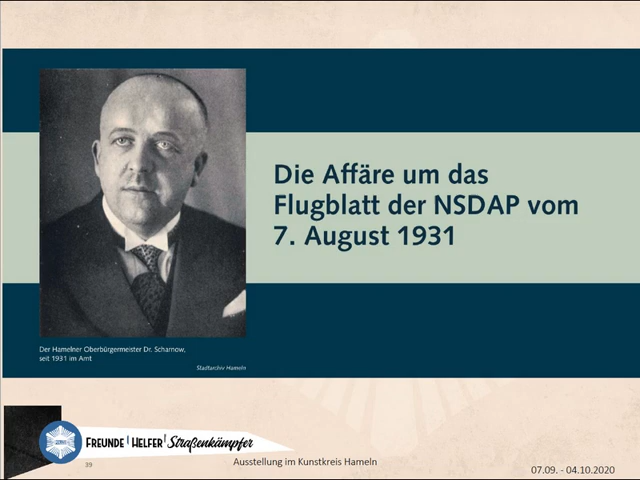 Die Affäre um das
Flugblatt der NSDAP vom
7. August 1931
Der Hamelner Oberbürgermeister Dr. Scharnow,
seit 1931 im Amt
Stadtarchiv Hameln
FREUNDE | HELFER | Straßenkämpfer
39
Ausstellung im Kunstkreis Hameln
07.09. - 04.10.2020